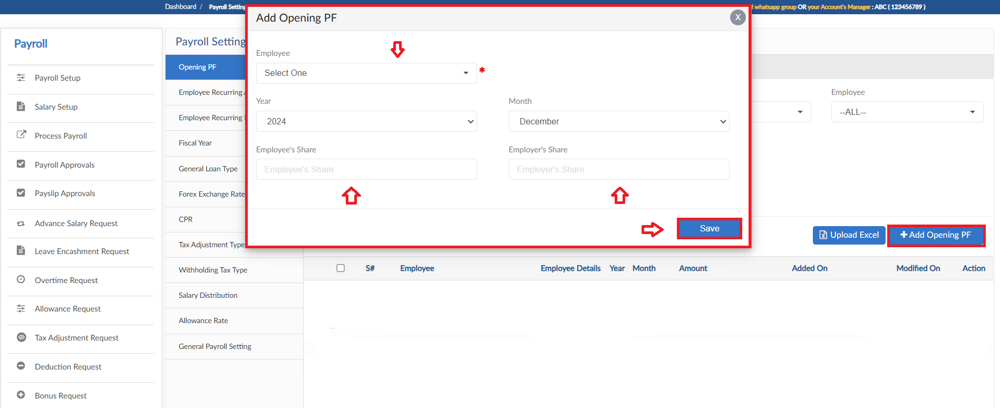 Dashboard / Payroll Setting
l whatsapp group OR your Account's Manager : ABC ( 123456789 )
Payroll
Payroll Setup
Salary Setup
Process Payroll
Payroll Approvals
Payslip Approvals
Advance Salary Request
Leave Encashment Request
Overtime Request
Allowance Request
Tax Adjustment Request
Deduction Request
Bonus Request
Payroll Setting
Opening PF
Employee Recurring A
Employee Recurring
Fiscal Year
General Loan Type
Forex Exchange Rate
CPR
Tax Adjustment Type
Withholding Tax Type
Salary Distribution
Allowance Rate
General Payroll Setting
Add Opening PF
X
Employee
Select One
*
Year
Month
2024
December
Employee's Share
Employer's Share
Employee's Share
Employer's Share
Save
Employee
--ALL--
Upload Excel
+ Add Opening PF
S# Employee Employee Details Year Month Amount Added On Modified On Action